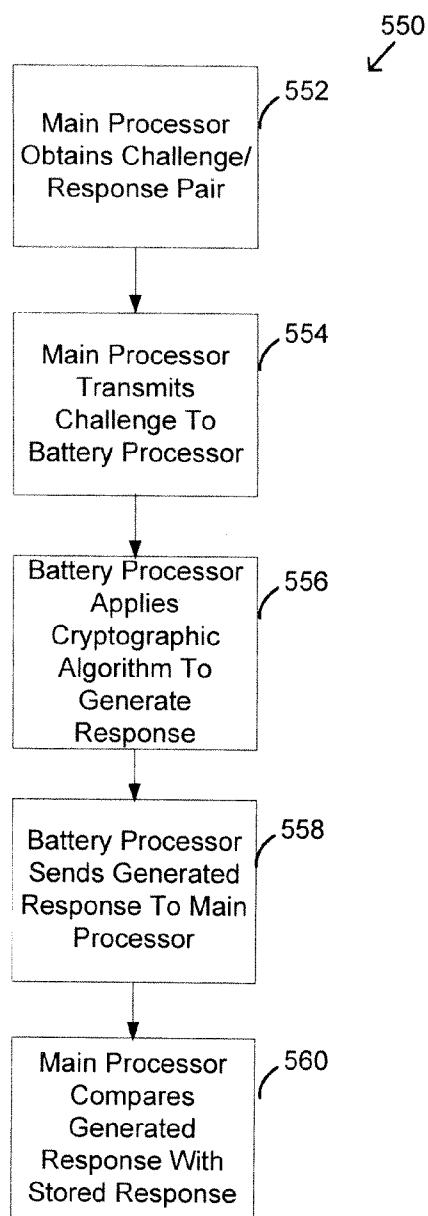 550
552
Main Processor
Obtains Challenge/
Response Pair
554
Main Processor
Transmits
Challenge To
Battery Processor
556
Battery Processor
Applies
Cryptographic
Algorithm To
Generate
Response
558
Battery Processor
Sends Generated
Response To Main
Processor
560
Main Processor
Compares
Generated
Response With
Stored Response